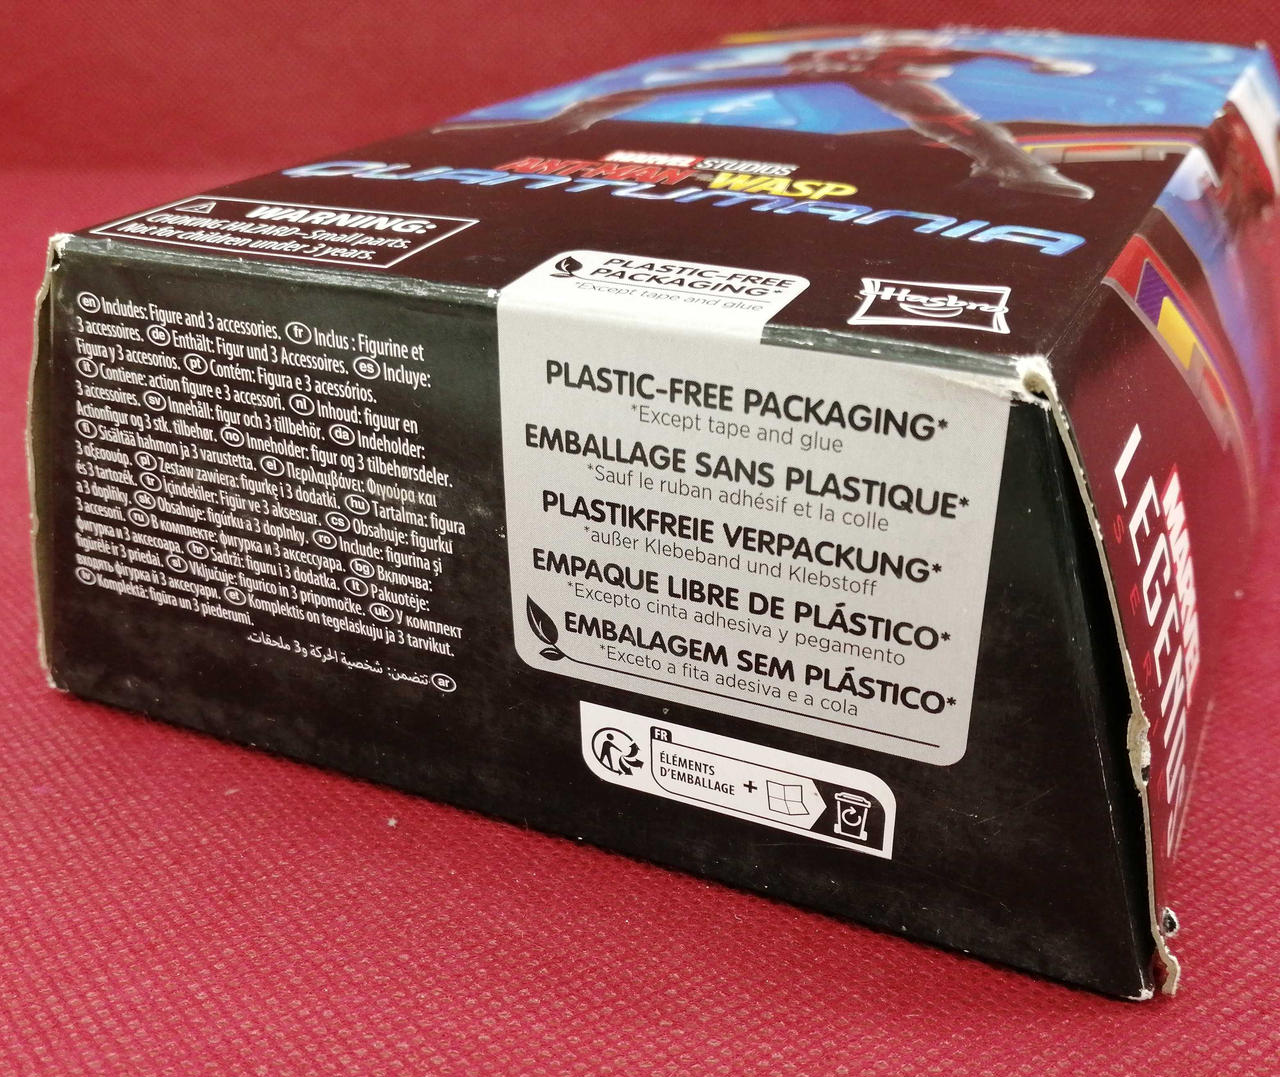 MARVEL STUDIOS
ANT-MAN AND THE WASP
QUANTUMANIA
WARNING:
CHOKING HAZARD–Small parts.
Not for children under 3 years.
PLASTIC-FREE
PACKAGING*
*Except tape and glue
Hasbro
en Includes: Figure and 3 accessories. fr Inclus : Figurine et
3 accessoires. de Enthält: Figur und 3 Accessoires. es Incluye:
Figura y 3 accesorios. pt Contém: Figura e 3 acessórios.
it Contiene: action figure e 3 accessori. nl Inhoud: figuur en
3 accessoires. sv Innehåll: figur och 3 tillbehör. da Indeholder:
Actionfigur og 3 stk. tilbehør. no Inneholder: figur og 3 tilbehørsdeler.
fi Sisältää hahmon ja 3 varustetta. el Περιλαμβάνει: Φιγούρα και
3 αξεσουάρ. pl Zestaw zawiera: figurkę i 3 dodatki. hu Tartalma: figura
és 3 tartozék. tr İçindekiler: Figür ve 3 aksesuar. cs Obsahuje: figurku
a 3 doplňky. sk Obsahuje: figúrku a 3 doplnky. ro Include: figurina și
3 accesorii. ru В комплекте: фигурка и 3 аксессуара. bg Включва:
фигурка и 3 аксесоара. hr Sadrži: figuru i 3 dodatka. lt Pakuotėje:
figūrėlė ir 3 priedai. sl Vključuje: figurico in 3 pripomočke. uk У комплект
входить фігурка й 3 аксесуари. et Komplektis on tegelaskuju ja 3 tarvikut.
lv Komplektā: figūra un 3 piederumi.
ar تتضمن: شخصية الحركة و3 ملحقات.
PLASTIC-FREE PACKAGING*
*Except tape and glue
EMBALLAGE SANS PLASTIQUE*
*Sauf le ruban adhésif et la colle
PLASTIKFREIE VERPACKUNG*
*außer Klebeband und Klebstoff
EMPAQUE LIBRE DE PLÁSTICO*
*Excepto cinta adhesiva y pegamento
EMBALAGEM SEM PLÁSTICO*
*Exceto a fita adesiva e a cola
FR
ÉLÉMENTS
D'EMBALLAGE +
MARVEL
LEGENDS